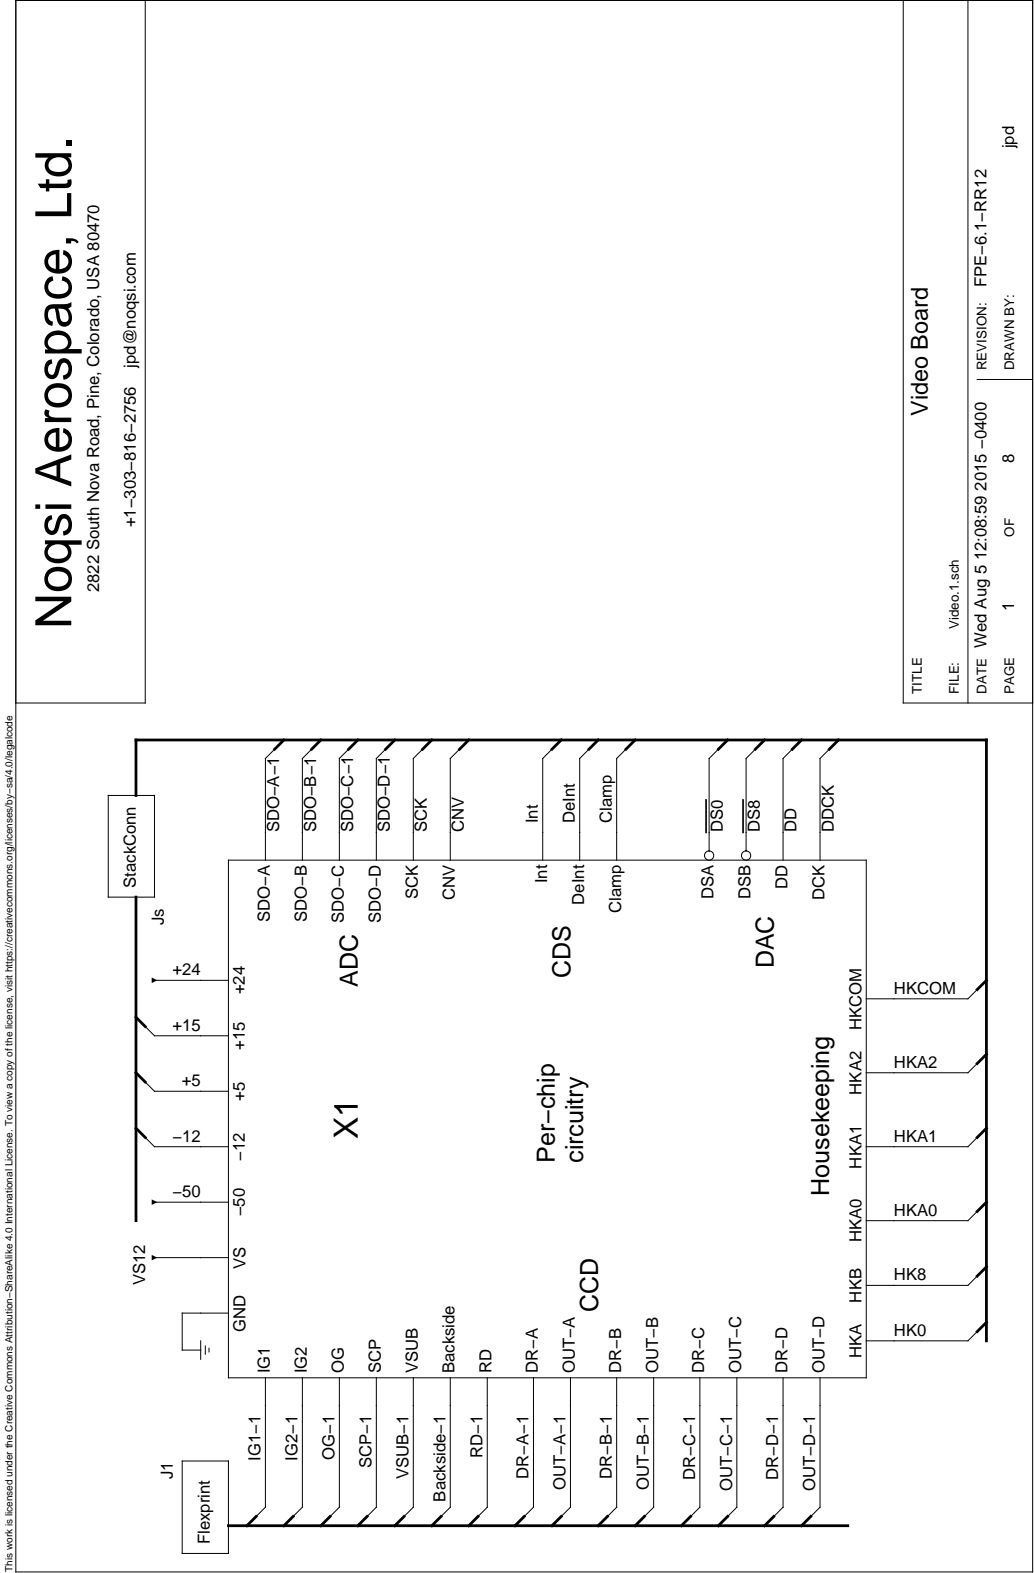 This work is licensed under the Creative Commons Attribution−ShareAlike 4.0 International License. To view a copy of the license, visit https://creativecommons.org/licenses/by−sa/4.0/legalcode
Noqsi Aerospace, Ltd.
2822 South Nova Road, Pine, Colorado, USA 80470
+1−303−816−2756 jpd@noqsi.com
J1
Flexprint
IG1−1
IG2−1
OG−1
SCP−1
VSUB−1
Backside−1
RD−1
DR−A−1
OUT−A−1
DR−B−1
OUT−B−1
DR−C−1
OUT−C−1
DR−D−1
OUT−D−1
IG1
IG2
OG
SCP
VSUB
Backside
RD
DR−A
OUT−A
DR−B
OUT−B
DR−C
OUT−C
DR−D
OUT−D
CCD
VS12
−50
−12
+5
+15
+24
GND
VS
−50
−12
+5
+15
+24
Js
StackConn
X1
Per−chip
circuitry
ADC
CDS
DAC
Housekeeping
SDO−A
SDO−B
SDO−C
SDO−D
SCK
CNV
Int
DeInt
Clamp
DSA
DSB
DD
DCK
SDO−A−1
SDO−B−1
SDO−C−1
SDO−D−1
SCK
CNV
Int
DeInt
Clamp
DS0
DS8
DD
DDCK
HKA
HKB
HKA0
HKA1
HKA2
HKCOM
HK0
HK8
HKA0
HKA1
HKA2
HKCOM
TITLE
Video Board
FILE: Video.1.sch
DATE Wed Aug 5 12:08:59 2015 −0400
REVISION: FPE−6.1−RR12
PAGE 1 OF 8
DRAWN BY: jpd